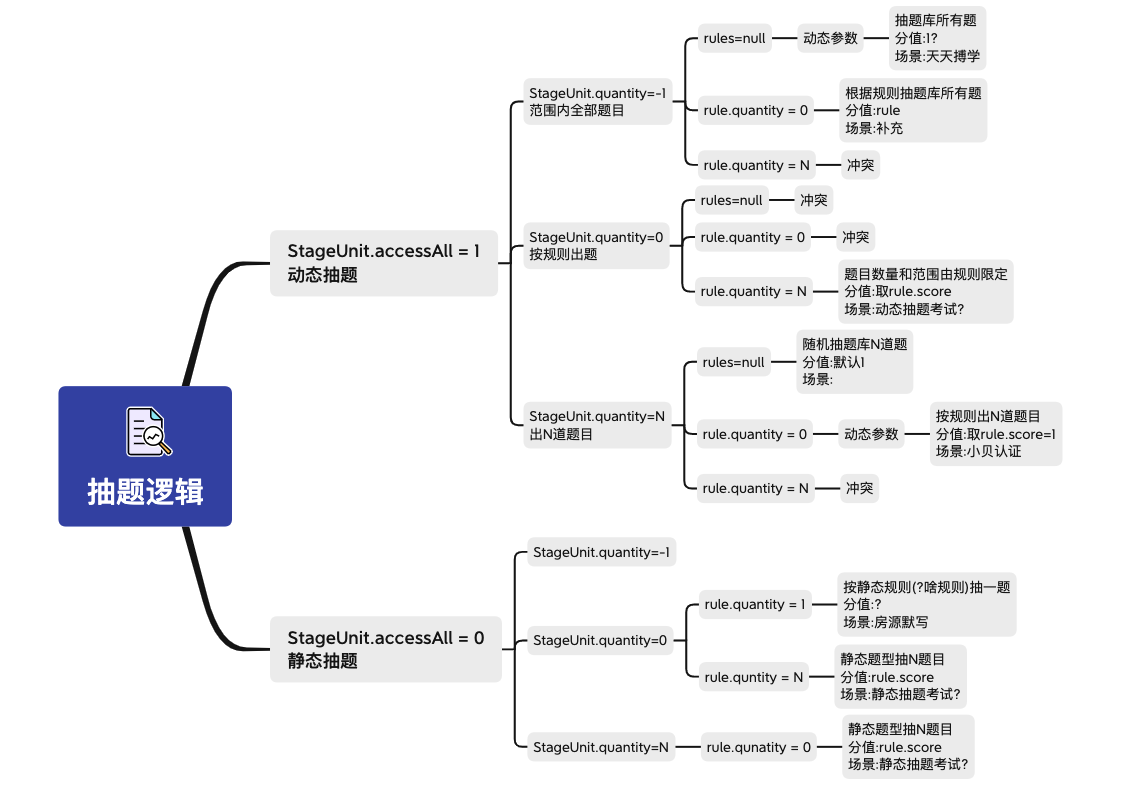 抽题逻辑
StageUnit.accessAll = 1
动态抽题
StageUnit.quantity=-1
范围内全部题目
rules=null
动态参数
抽题库所有题
分值:1?
场景:天天搏学
rule.quantity = 0
根据规则抽题库所有题
分值:rule
场景:补充
rule.quantity = N
冲突
StageUnit.quantity=0
按规则出题
rules=null
冲突
rule.quantity = 0
冲突
rule.quantity = N
题目数量和范围由规则限定
分值:取rule.score
场景:动态抽题考试?
StageUnit.quantity=N
出N道题目
rules=null
随机抽题库N道题
分值:默认1
场景:
rule.quantity = 0
动态参数
按规则出N道题目
分值:取rule.score=1
场景:小贝认证
rule.quantity = N
冲突
StageUnit.accessAll = 0
静态抽题
StageUnit.quantity=-1
StageUnit.quantity=0
rule.quantity = 1
按静态规则(?啥规则)抽一题
分值:?
场景:房源默写
rule.quntity = N
静态题型抽N题目
分值:rule.score
场景:静态抽题考试?
StageUnit.quantity=N
rule.qunatity = 0
静态题型抽N题目
分值:rule.score
场景:静态抽题考试?